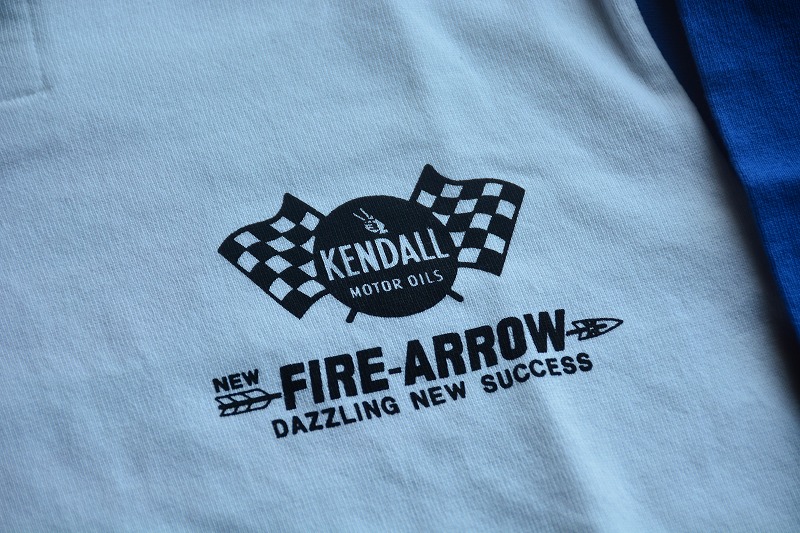 KENDALL
MOTOR OILS
NEW
FIRE-ARROW
DAZZLING NEW SUCCESS